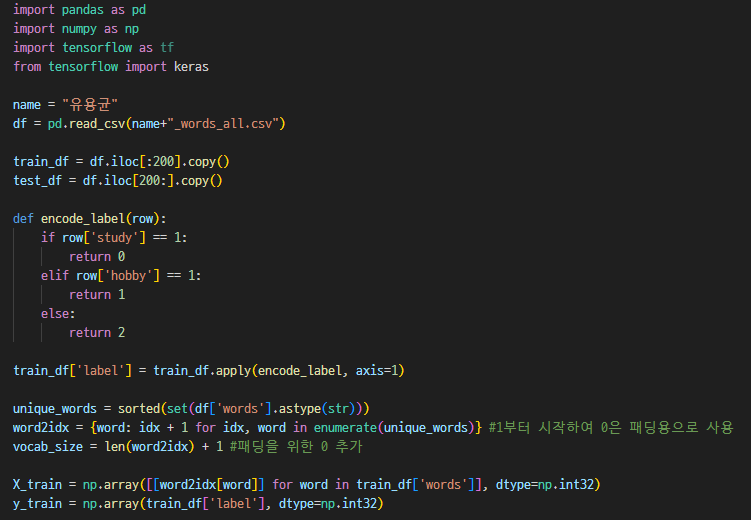 import pandas as pd
import numpy as np
import tensorflow as tf
from tensorflow import keras

name = "유용균"
df = pd.read_csv(name+"_words_all.csv")

train_df = df.iloc[:200].copy()
test_df = df.iloc[200:].copy()

def encode_label(row):
    if row['study'] == 1:
        return 0
    elif row['hobby'] == 1:
        return 1
    else:
        return 2

train_df['label'] = train_df.apply(encode_label, axis=1)

unique_words = sorted(set(df['words'].astype(str)))
word2idx = {word: idx + 1 for idx, word in enumerate(unique_words)} #1부터 시작하여 0은 패딩용으로 사용
vocab_size = len(word2idx) + 1 #패딩을 위한 0 추가

X_train = np.array([[word2idx[word]] for word in train_df['words']], dtype=np.int32)
y_train = np.array(train_df['label'], dtype=np.int32)